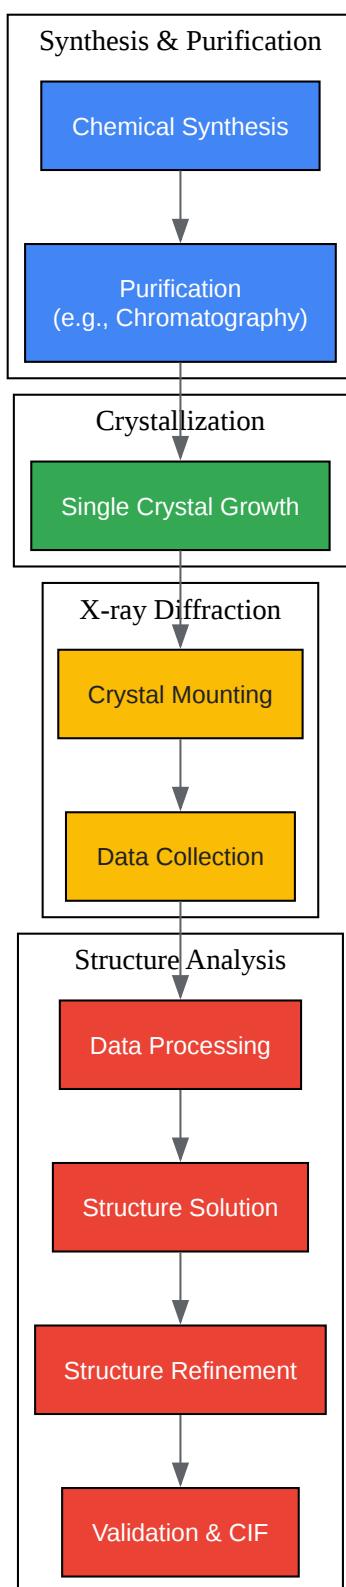 Synthesis & Purification
Chemical Synthesis
Purification
(e.g., Chromatography)
Crystallization
Single Crystal Growth
X-ray Diffraction
Crystal Mounting
Data Collection
Structure Analysis
Data Processing
Structure Solution
Structure Refinement
Validation & CIF